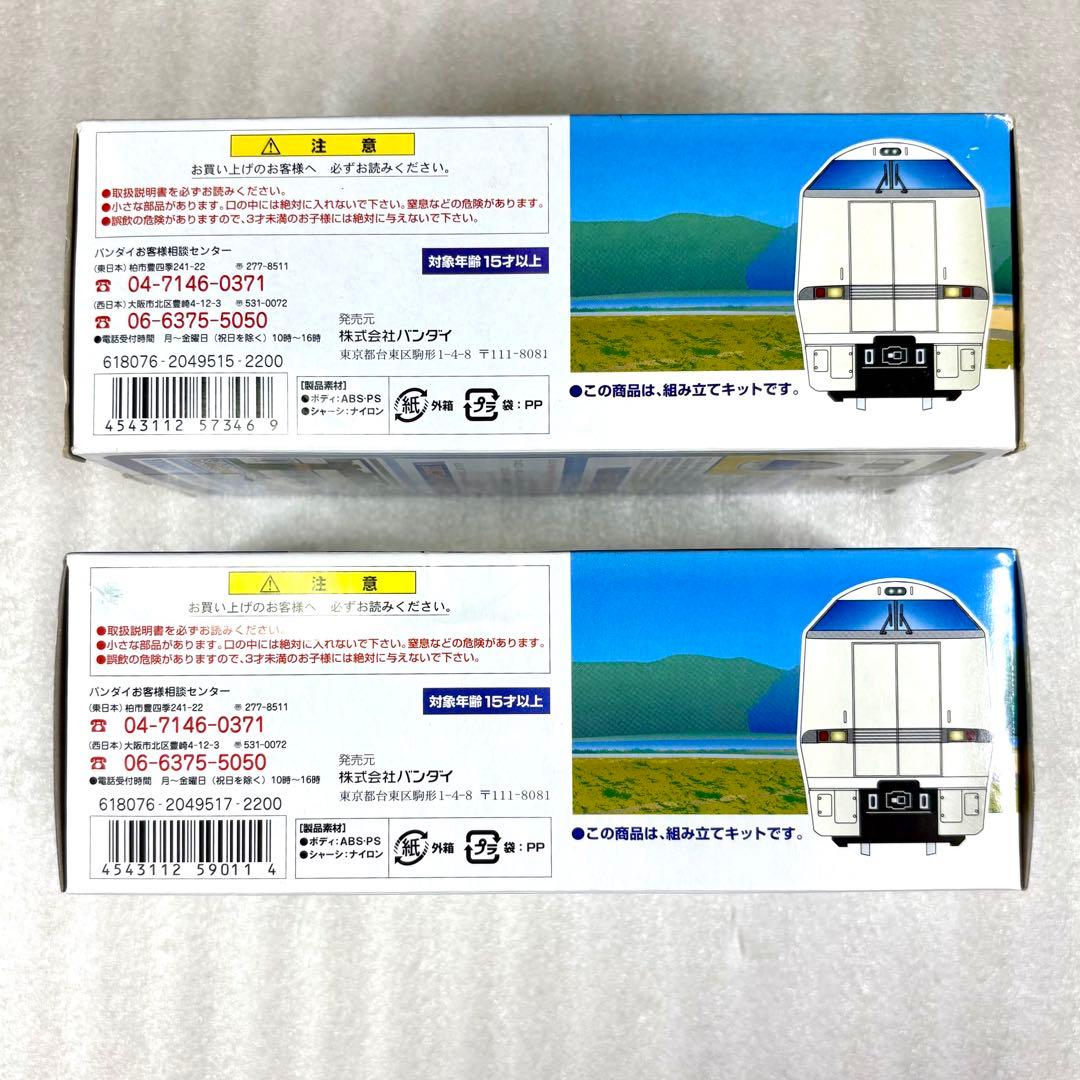 注意
お買い上げのお客様へ 必ずお読みください。
●取扱説明書を必ずお読みください。
●小さな部品があります。口の中には絶対に入れないで下さい。窒息などの危険があります。
●誤飲の危険がありますので、3才未満のお子様には絶対に与えないで下さい。
バンダイお客様相談センター
(東日本) 柏市豊四季241-22 〠277-8511
☎ 04-7146-0371
(西日本) 大阪市北区豊崎4-12-3 〠531-0072
☎ 06-6375-5050
●電話受付時間 月〜金曜日(祝日を除く)10時〜16時
対象年齢15才以上
発売元
株式会社バンダイ
東京都台東区駒形1-4-8 〒111-8081
618076-2049515-2200
4543112 573469
[製品素材]
●ボディ:ABS・PS
●シャーシ:ナイロン
紙 外箱
プラ 袋:PP
●この商品は、組み立てキットです。
注意
お買い上げのお客様へ 必ずお読みください。
●取扱説明書を必ずお読みください。
●小さな部品があります。口の中には絶対に入れないで下さい。窒息などの危険があります。
●誤飲の危険がありますので、3才未満のお子様には絶対に与えないで下さい。
バンダイお客様相談センター
(東日本) 柏市豊四季241-22 〠277-8511
☎ 04-7146-0371
(西日本) 大阪市北区豊崎4-12-3 〠531-0072
☎ 06-6375-5050
●電話受付時間 月〜金曜日(祝日を除く)10時〜16時
対象年齢15才以上
発売元
株式会社バンダイ
東京都台東区駒形1-4-8 〒111-8081
618076-2049517-2200
4543112 590114
[製品素材]
●ボディ:ABS・PS
●シャーシ:ナイロン
紙 外箱
プラ 袋:PP
●この商品は、組み立てキットです。